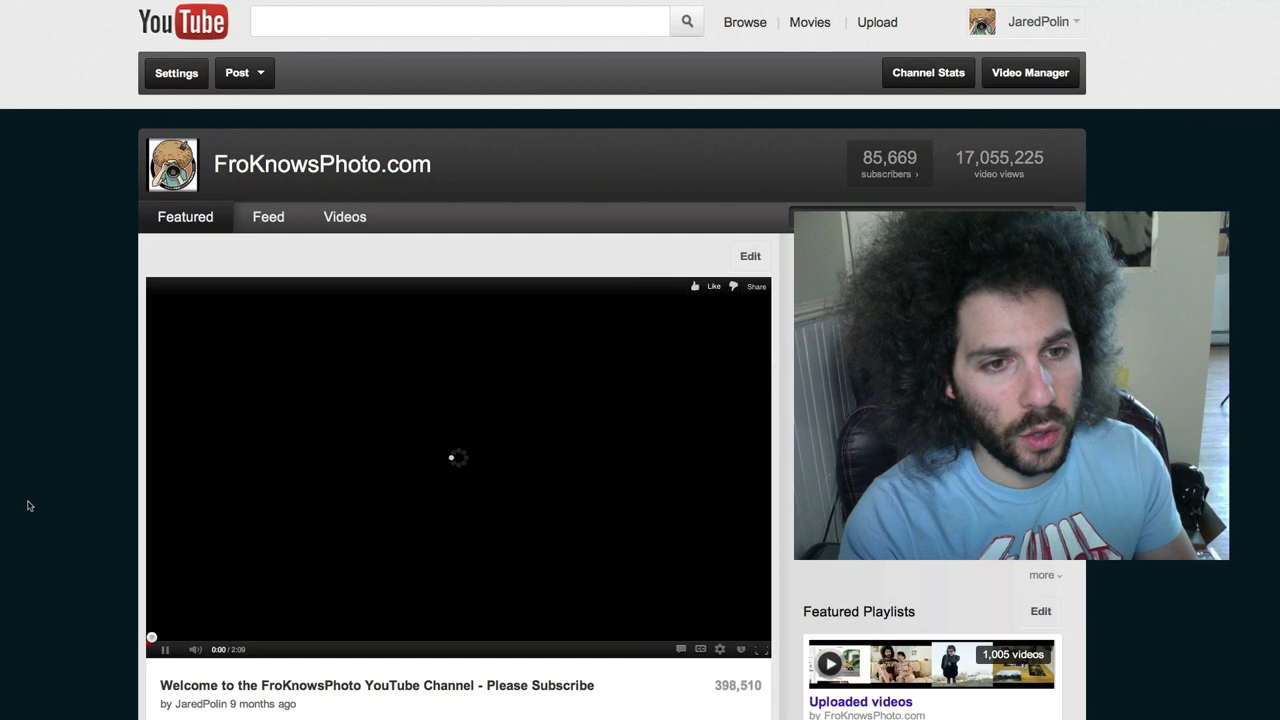 YouTube
Browse
Movies
Upload
JaredPolin
Settings
Post
Channel Stats
Video Manager
FroKnowsPhoto.com
85,669
subscribers ›
17,055,225
video views
Featured
Feed
Videos
Edit
Like
Share
0:00 / 2:09
more
Featured Playlists
Edit
1,005 videos
Uploaded videos
by FroKnowsPhoto.com
Welcome to the FroKnowsPhoto YouTube Channel - Please Subscribe
398,510
by JaredPolin 9 months ago